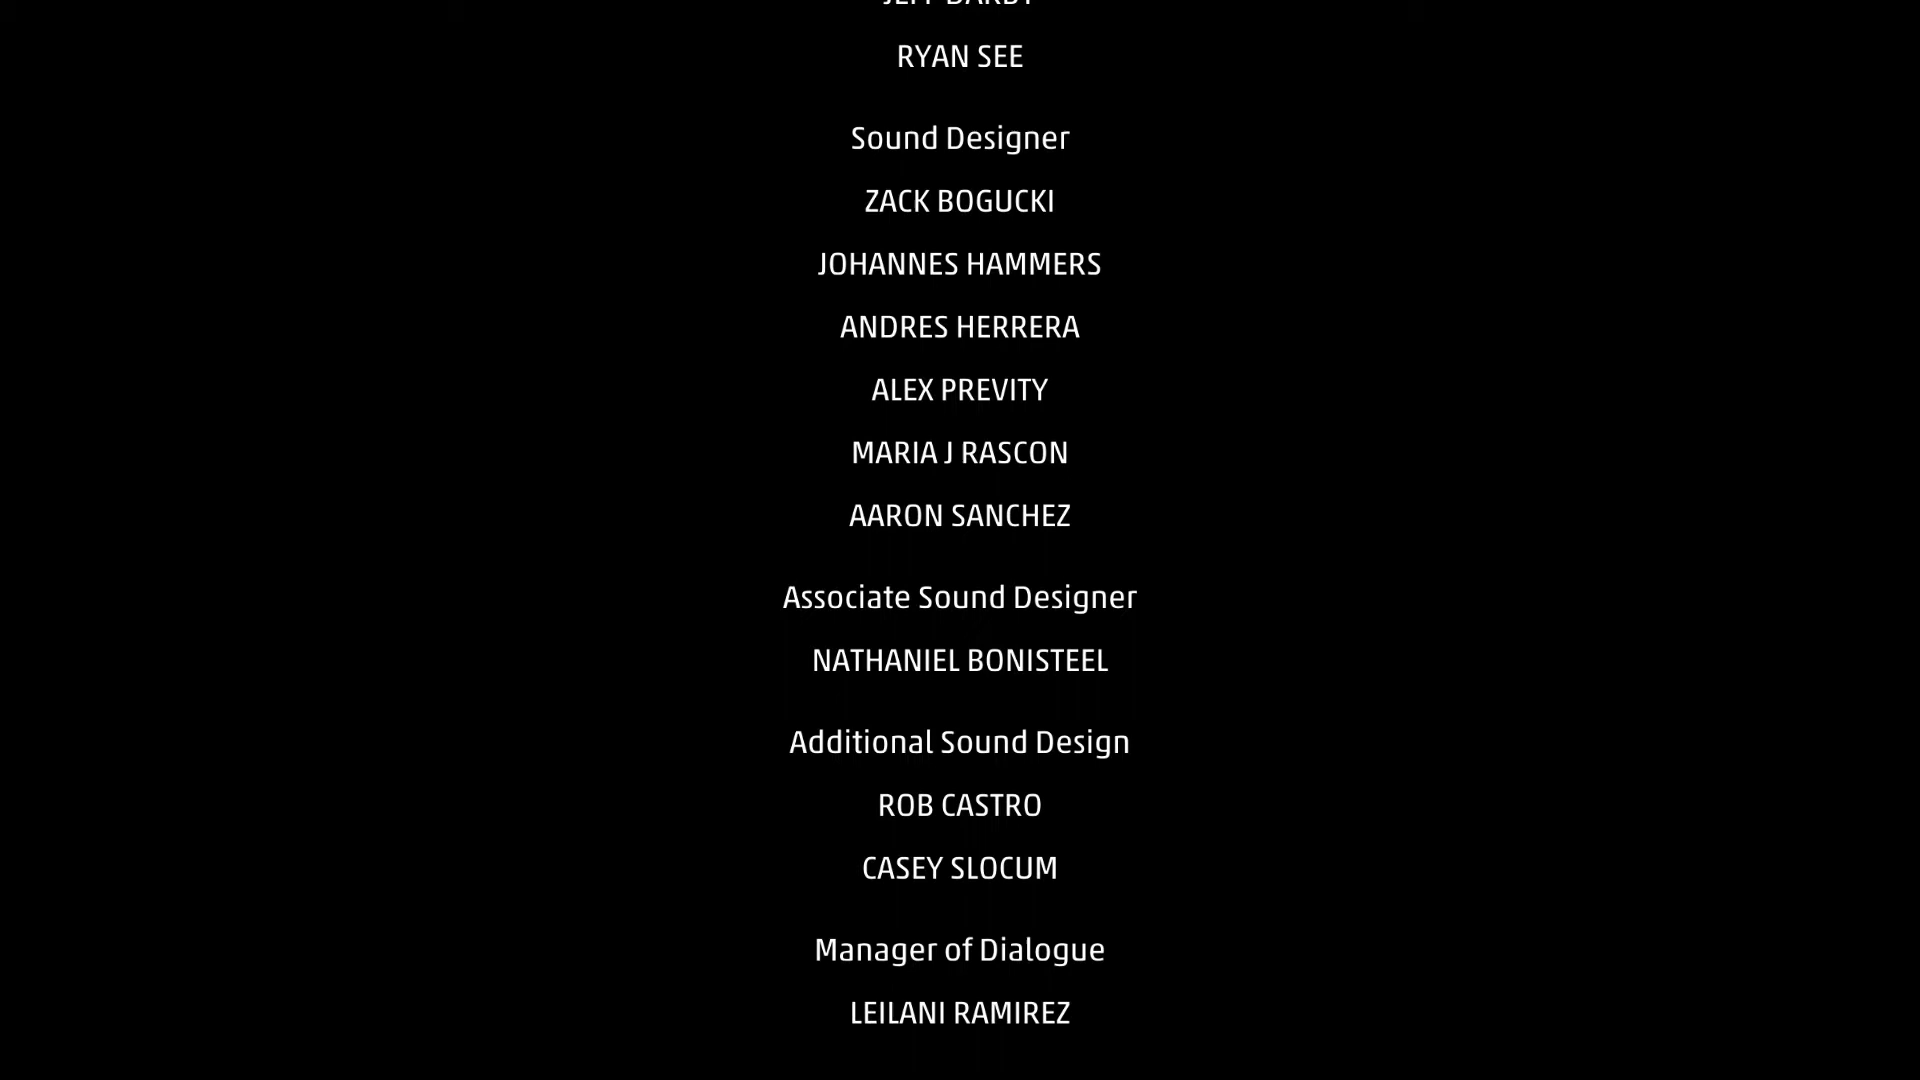 RYAN SEE
Sound Designer
ZACK BOGUCKI
JOHANNES HAMMERS
ANDRES HERRERA
ALEX PREVITY
MARIA J RASCON
AARON SANCHEZ
Associate Sound Designer
NATHANIEL BONISTEEL
Additional Sound Design
ROB CASTRO
CASEY SLOCUM
Manager of Dialogue
LEILANI RAMIREZ